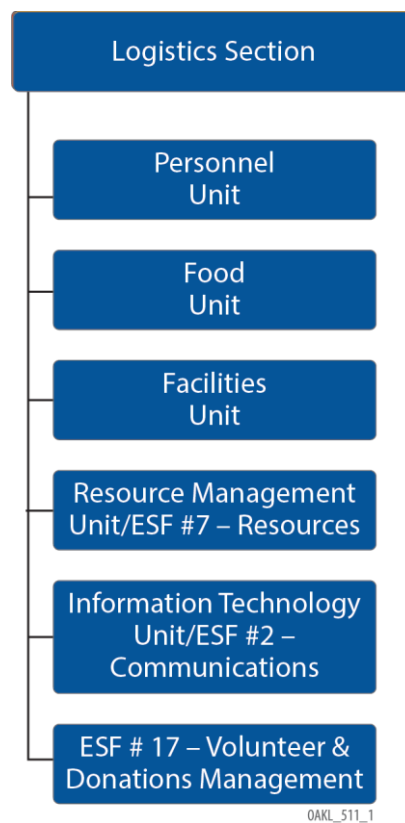 Logistics Section
Personnel
Unit
Food
Unit
Facilities
Unit
Resource Management
Unit/ESF #7 – Resources
Information Technology
Unit/ESF #2 –
Communications
ESF # 17 – Volunteer &
Donations Management
OAKL_511_1